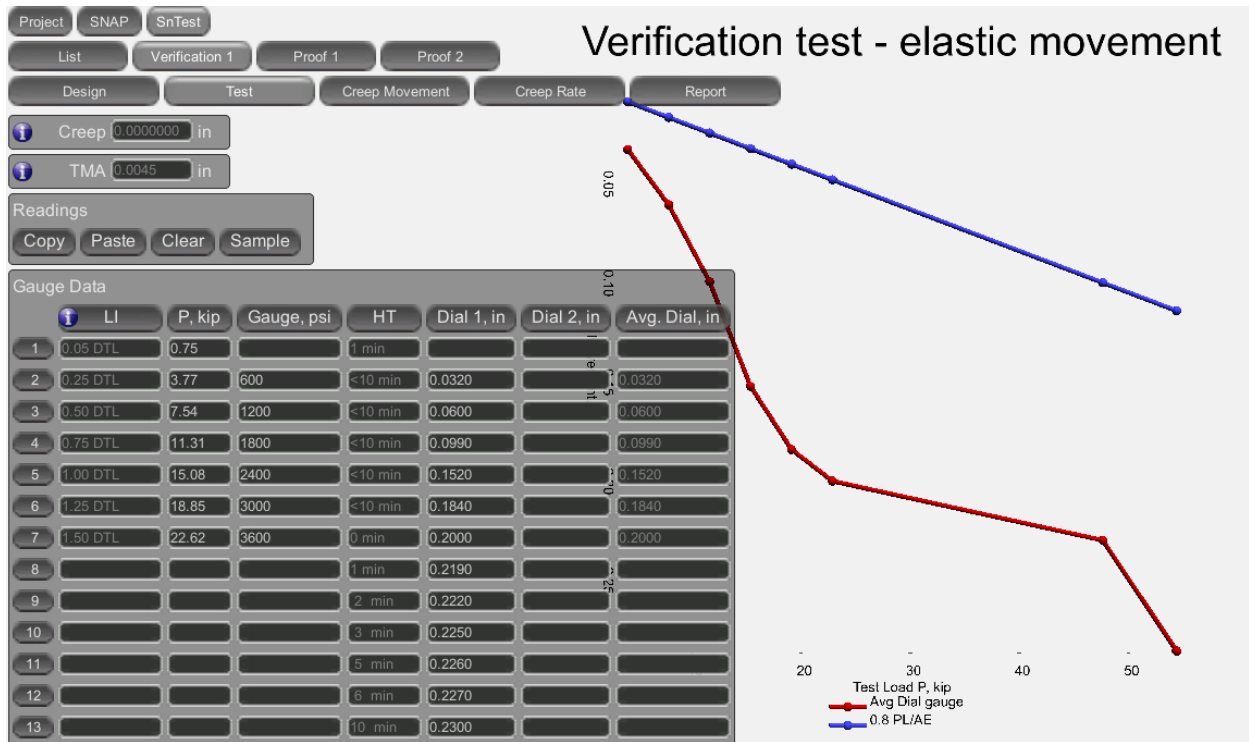 Project SNAP SnTest
Verification test - elastic movement
List Verification 1 Proof 1 Proof 2
Design Test Creep Movement Creep Rate Report
Creep 0.0000000 in
TMA 0.0045 in
0.05
Readings
Copy Paste Clear Sample
0.10
Gauge Data
LI P, kip Gauge, psi HT Dial 1, in Dial 2, in Avg. Dial, in
1 0.05 DTL 0.75 1 min
2 0.25 DTL 3.77 600 <10 min 0.0320 0.0320
3 0.50 DTL 7.54 1200 <10 min 0.0600 0.0600
4 0.75 DTL 11.31 1800 <10 min 0.0990 0.0990
5 1.00 DTL 15.08 2400 <10 min 0.1520 0.1520
6 1.25 DTL 18.85 3000 <10 min 0.1840 0.1840
7 1.50 DTL 22.62 3600 0 min 0.2000 0.2000
8 1 min 0.2190
9 2 min 0.2220
10 3 min 0.2250
11 5 min 0.2260
12 6 min 0.2270
13 10 min 0.2300
20 30 40 50
Test Load P, kip
Avg Dial gauge
0.8 PL/AE